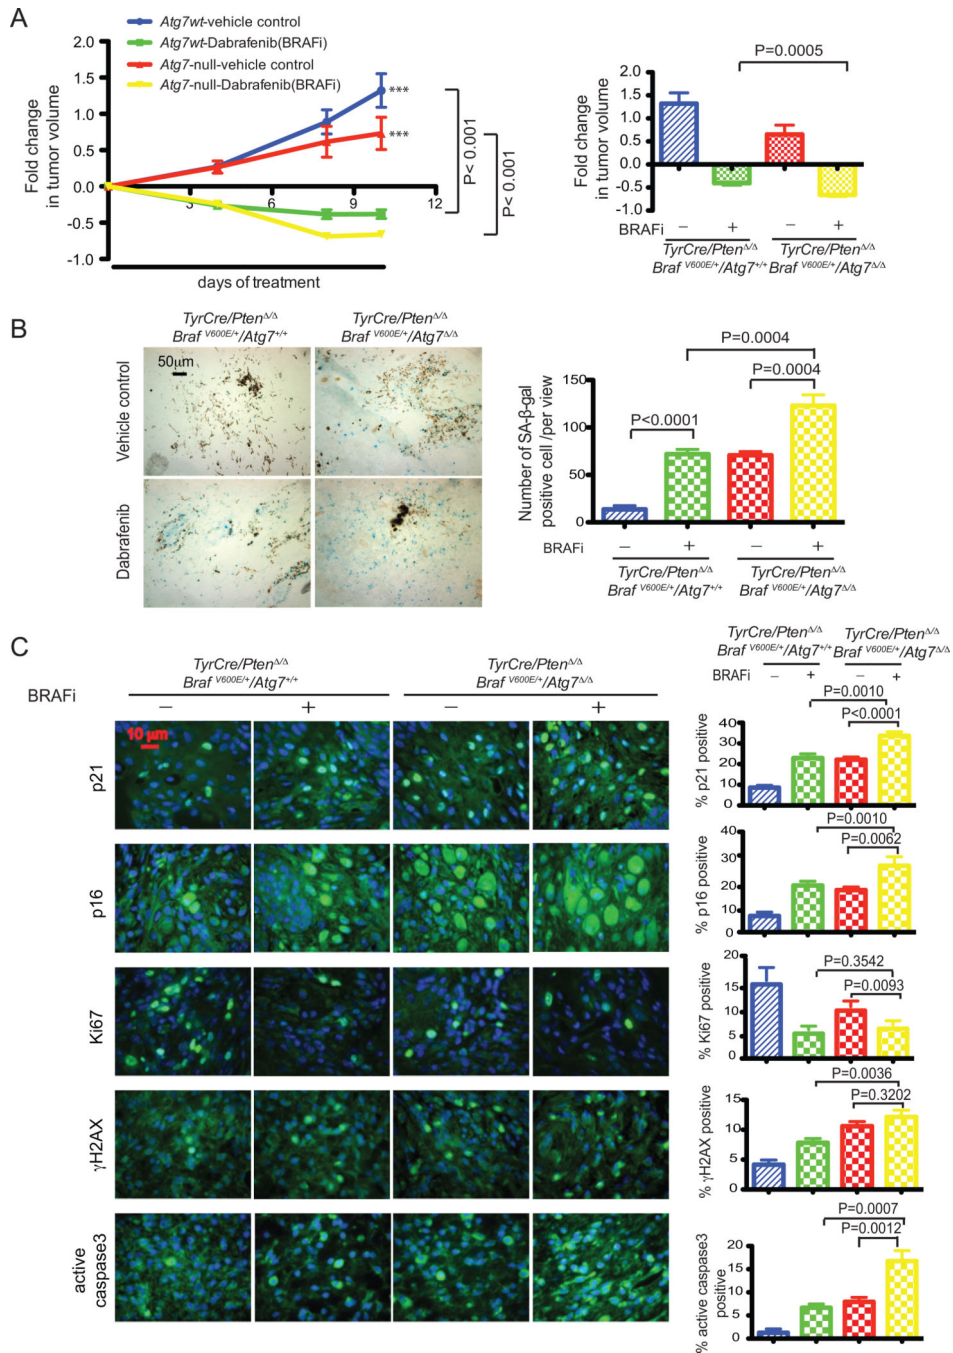 A
Atg7wt-vehicle control
Atg7wt-Dabrafenib(BRAFi)
Atg7-null-vehicle control
Atg7-null-Dabrafenib(BRAFi)
Fold change
in tumor volume
2.0
1.5
1.0
0.5
0.0
-0.5
-1.0
3
6
9
12
***
***
P< 0.001
P< 0.001
days of treatment
P=0.0005
Fold change
in tumor volume
2.0
1.5
1.0
0.5
0.0
-0.5
-1.0
BRAFi
– + – +
TyrCre/PtenΔ/Δ TyrCre/PtenΔ/Δ
Braf V600E/+/Atg7+/+ Braf V600E/+/Atg7Δ/Δ
B
TyrCre/PtenΔ/Δ TyrCre/PtenΔ/Δ
Braf V600E/+/Atg7+/+ Braf V600E/+/Atg7Δ/Δ
50μm
Vehicle control
Dabrafenib
P=0.0004
P=0.0004
P<0.0001
Number of SA-β-gal
positive cell /per view
150
100
50
0
BRAFi – + – +
TyrCre/PtenΔ/Δ TyrCre/PtenΔ/Δ
Braf V600E/+/Atg7+/+ Braf V600E/+/Atg7Δ/Δ
C
TyrCre/PtenΔ/Δ TyrCre/PtenΔ/Δ
Braf V600E/+/Atg7+/+ Braf V600E/+/Atg7Δ/Δ
BRAFi
– + – +
10 μm
p21
p16
Ki67
γH2AX
active
caspase3
TyrCre/PtenΔ/Δ TyrCre/PtenΔ/Δ
Braf V600E/+/Atg7+/+ Braf V600E/+/Atg7Δ/Δ
BRAFi – + – +
P=0.0010
P<0.0001
% p21 positive
40
30
20
10
0
P=0.0010
P=0.0062
% p16 positive
40
30
20
10
0
P=0.3542
P=0.0093
% Ki67 positive
20
15
10
5
0
P=0.0036
P=0.3202
% γH2AX positive
15
10
5
0
P=0.0007
P=0.0012
% active caspase3
positive
20
15
10
5
0